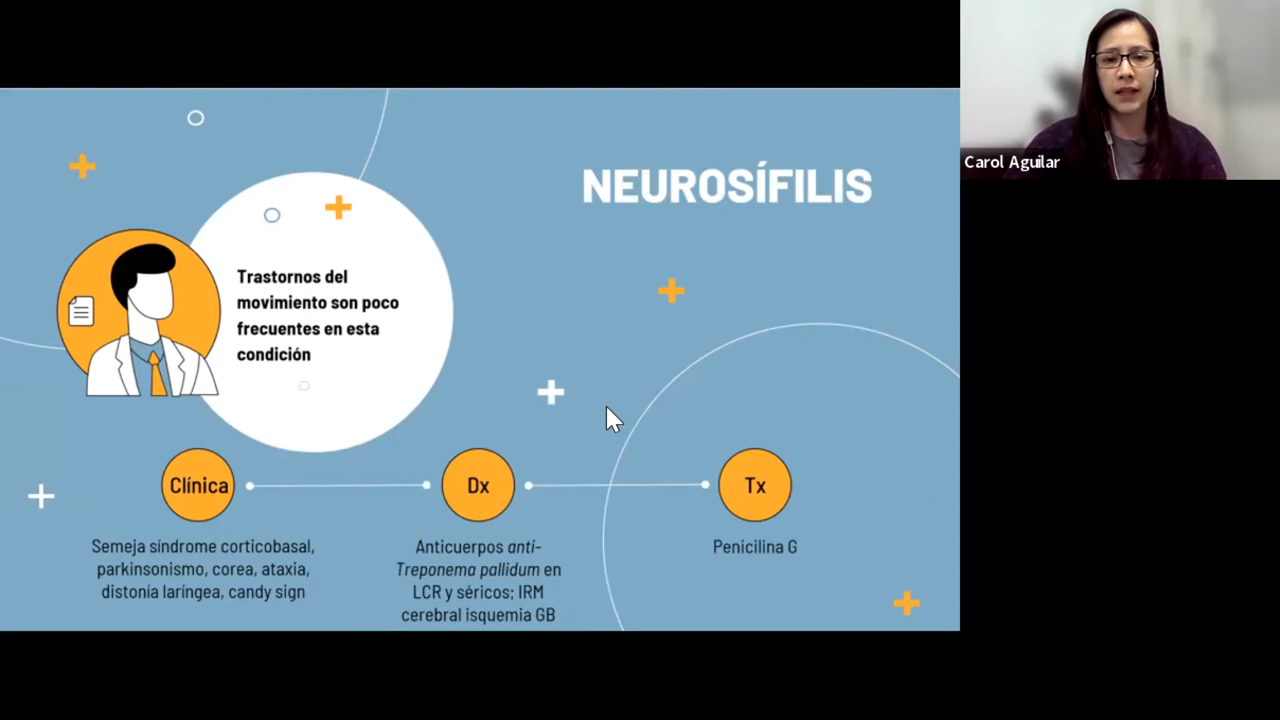 Carol Aguilar
NEUROSÍFILIS
Trastornos del
movimiento son poco
frecuentes en esta
condición
Clínica
Dx
Tx
Semeja síndrome corticobasal,
parkinsonismo, corea, ataxia,
distonía laríngea, candy sign
Anticuerpos anti-
Treponema pallidum en
LCR y séricos; IRM
cerebral isquemia GB
Penicilina G